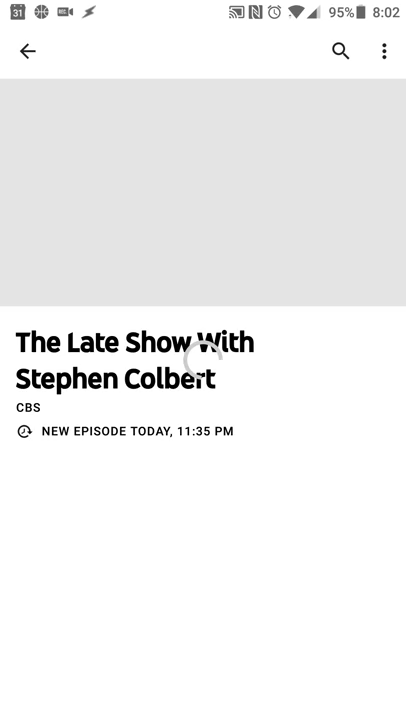 31 95% 8:02
The Late Show With
Stephen Colbert
CBS
NEW EPISODE TODAY, 11:35 PM